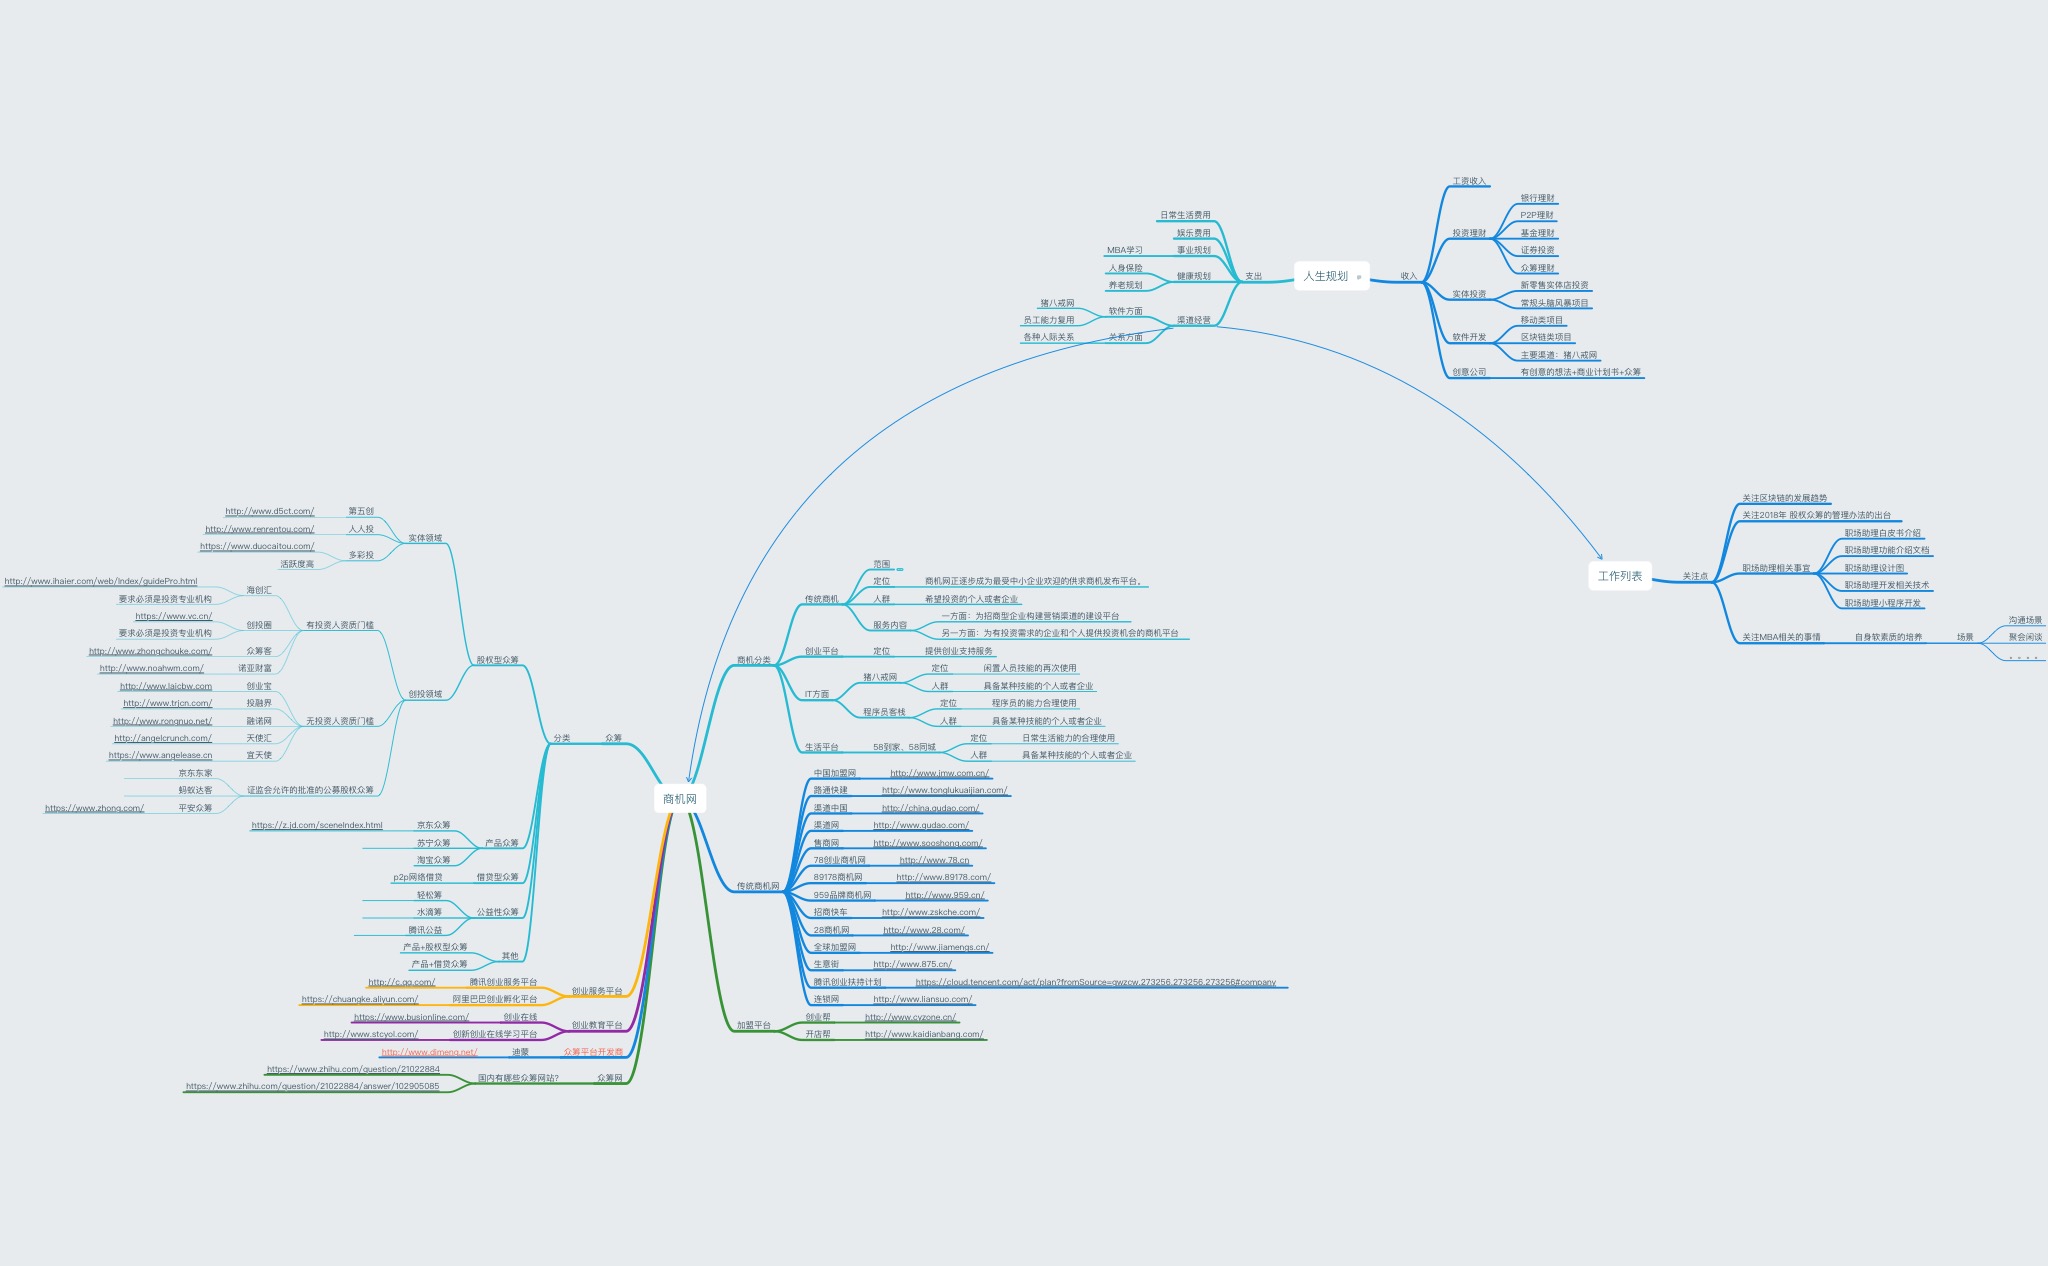 人生规划
收入
工资收入
投资理财
银行理财
P2P理财
基金理财
证券投资
众筹理财
实体投资
新零售实体店投资
常规头脑风暴项目
软件开发
移动类项目
区块链类项目
主要渠道：猪八戒网
创意公司
有创意的想法+商业计划书+众筹
支出
日常生活费用
娱乐费用
事业规划
MBA学习
健康规划
人身保险
养老规划
渠道经营
软件方面
猪八戒网
员工能力复用
关系方面
各种人际关系
工作列表
关注点
关注区块链的发展趋势
关注2018年 股权众筹的管理办法的出台
职场助理相关事宜
职场助理白皮书介绍
职场助理功能介绍文档
职场助理设计图
职场助理开发相关技术
职场助理小程序开发
关注MBA相关的事情
自身软素质的培养
场景
沟通场景
聚会闲谈
。。。。
商机网
商机分类
传统商机
范围
定位
商机网正逐步成为最受中小企业欢迎的供求商机发布平台。
人群
希望投资的个人或者企业
服务内容
一方面：为招商型企业构建营销渠道的建设平台
另一方面：为有投资需求的企业和个人提供投资机会的商机平台
创业平台
定位
提供创业支持服务
IT方面
猪八戒网
定位
闲置人员技能的再次使用
人群
具备某种技能的个人或者企业
程序员客栈
定位
程序员的能力合理使用
人群
具备某种技能的个人或者企业
生活平台
58到家、58同城
定位
日常生活能力的合理使用
人群
具备某种技能的个人或者企业
传统商机网
中国加盟网
http://www.jmw.com.cn/
路通快建
http://www.tonglukuaijian.com/
渠道中国
http://china.qudao.com/
渠道网
http://www.qudao.com/
售商网
http://www.sooshong.com/
78创业商机网
http://www.78.cn
89178商机网
http://www.89178.com/
959品牌商机网
http://www.959.cn/
招商快车
http://www.zskche.com/
28商机网
http://www.28.com/
全球加盟网
http://www.jiamengs.cn/
生意街
http://www.875.cn/
腾讯创业扶持计划
https://cloud.tencent.com/act/plan?fromSource=gwzcw.273256.273256.273256#company
连锁网
http://www.liansuo.com/
加盟平台
创业帮
http://www.cyzone.cn/
开店帮
http://www.kaidianbang.com/
众筹
分类
股权型众筹
实体领域
第五创
http://www.d5ct.com/
人人投
http://www.renrentou.com/
多彩投
https://www.duocaitou.com/
活跃度高
创投领域
有投资人资质门槛
海创汇
http://www.ihaier.com/web/Index/guidePro.html
要求必须是投资专业机构
创投圈
https://www.vc.cn/
要求必须是投资专业机构
众筹客
http://www.zhongchouke.com/
诺亚财富
http://www.noahwm.com/
无投资人资质门槛
创业宝
http://www.laicbw.com
投融界
http://www.trjcn.com/
融诺网
http://www.rongnuo.net/
天使汇
http://angelcrunch.com/
宜天使
https://www.angelease.cn
证监会允许的批准的公募股权众筹
京东东家
蚂蚁达客
平安众筹
https://www.zhong.com/
产品众筹
京东众筹
https://z.jd.com/sceneIndex.html
苏宁众筹
淘宝众筹
借贷型众筹
p2p网络借贷
公益性众筹
轻松筹
水滴筹
腾讯公益
其他
产品+股权型众筹
产品+借贷众筹
创业服务平台
腾讯创业服务平台
http://c.qq.com/
阿里巴巴创业孵化平台
https://chuangke.aliyun.com/
创业教育平台
创业在线
https://www.busionline.com/
创新创业在线学习平台
http://www.stcyol.com/
众筹平台开发商
迪蒙
http://www.dimeng.net/
众筹网
国内有哪些众筹网站？
https://www.zhihu.com/question/21022884
https://www.zhihu.com/question/21022884/answer/102905085